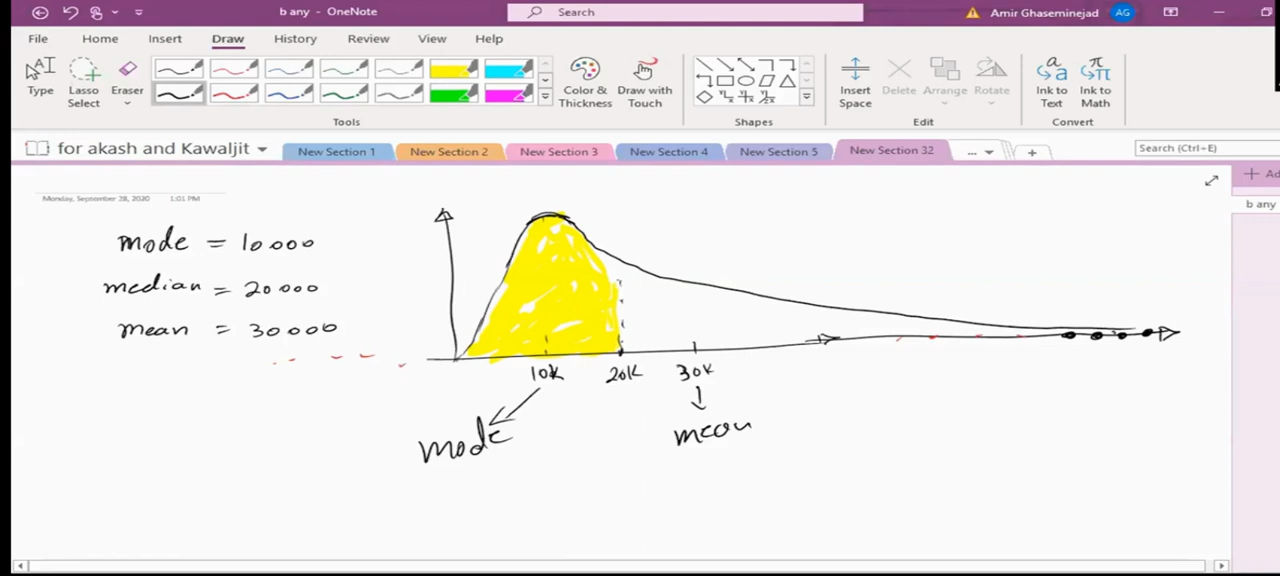 b any - OneNote
Search
Amir Ghaseminejad
AG
File Home Insert Draw History Review View Help
Type
Lasso Select
Eraser
Color & Thickness
Draw with Touch
Insert Space
Delete
Arrange
Rotate
Ink to Text
Ink to Math
Tools
Shapes
Edit
Convert
for akash and Kawaljit
New Section 1
New Section 2
New Section 3
New Section 4
New Section 5
New Section 32
...
Search (Ctrl+E)
Ad
b any
Monday, September 28, 2020 1:01 PM
mode = 10000
median = 20000
mean = 30000
10K 20K 30K
mode
mean